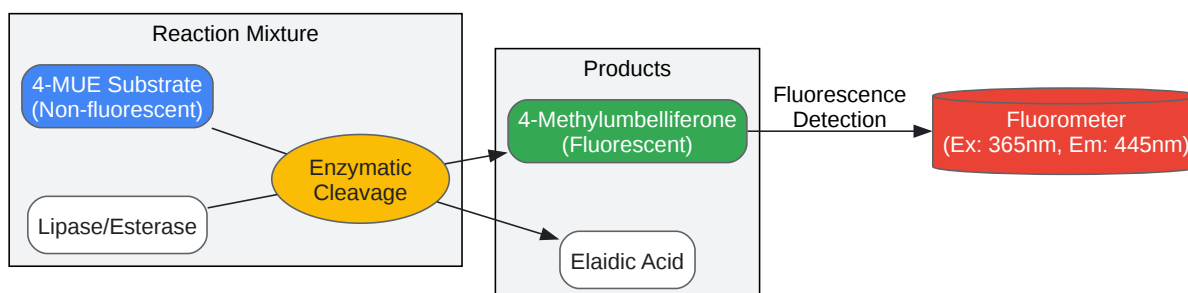 Reaction Mixture
4-MUE Substrate
(Non-fluorescent)
Lipase/Esterase
Enzymatic
Cleavage
Products
4-Methylumbelliferone
(Fluorescent)
Elaidic Acid
Fluorescence
Detection
Fluorometer
(Ex: 365nm, Em: 445nm)